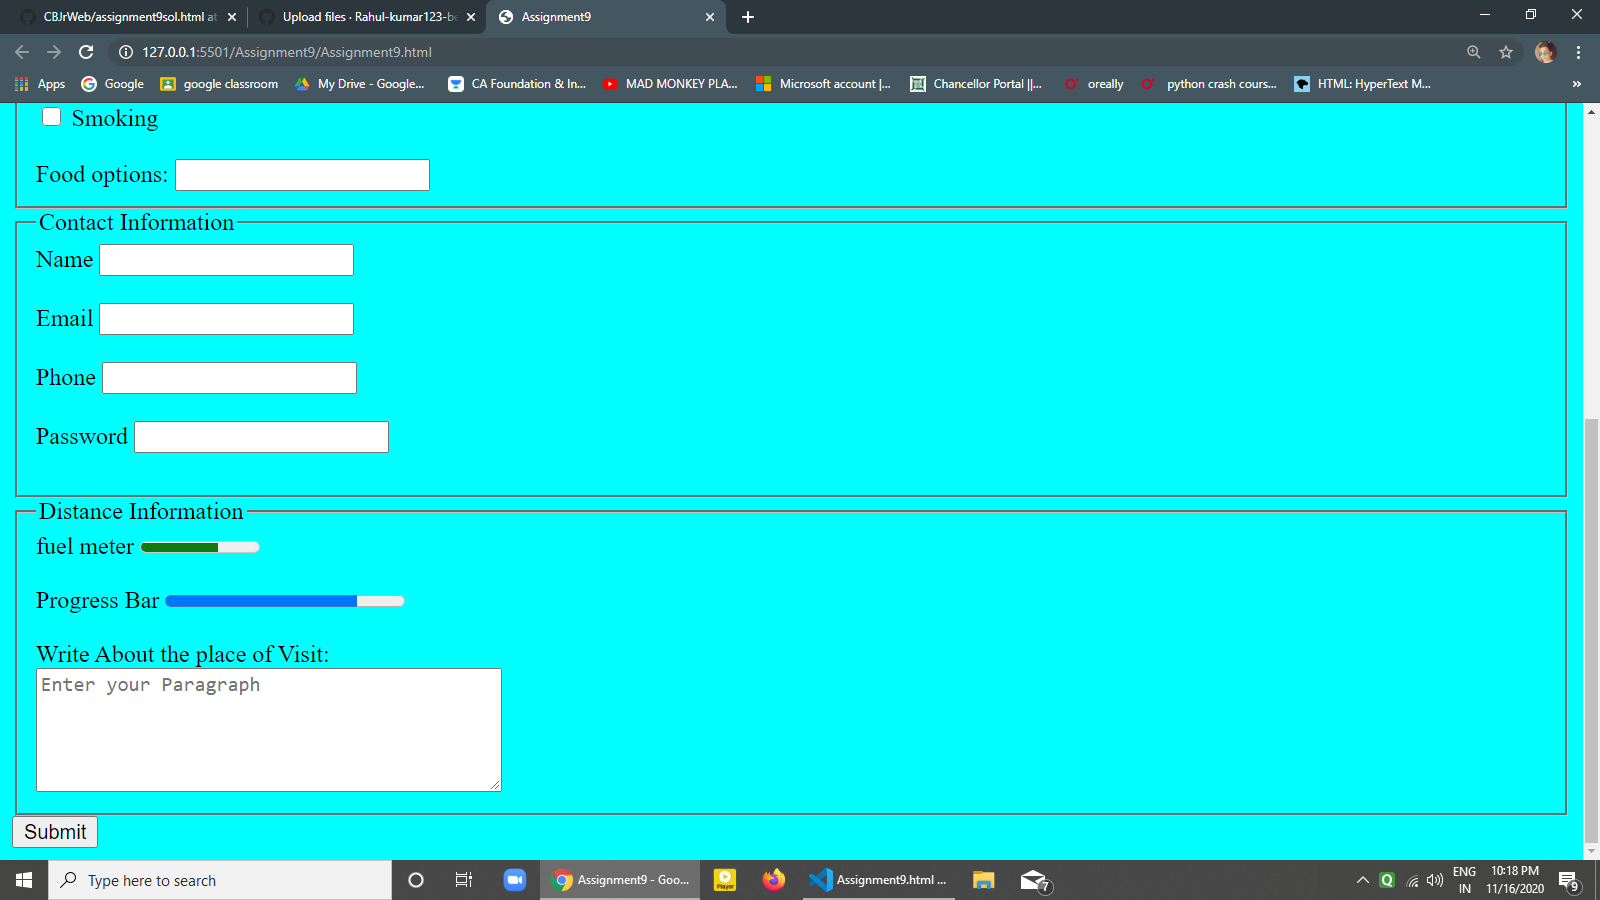 CBJrWeb/assignment9sol.html at
Upload files · Rahul-kumar123-be
Assignment9
127.0.0.1:5501/Assignment9/Assignment9.html
Apps
Google
google classroom
My Drive - Google...
CA Foundation & In...
MAD MONKEY PLA...
Microsoft account |...
Chancellor Portal ||...
oreally
python crash cours...
HTML: HyperText M...
»
Smoking
Food options:
Contact Information
Name
Email
Phone
Password
Distance Information
fuel meter
Progress Bar
Write About the place of Visit:
Enter your Paragraph
Submit
Type here to search
Assignment9 - Goo...
Player
Assignment9.html ...
7
Q
ENG
IN
10:18 PM
11/16/2020
9